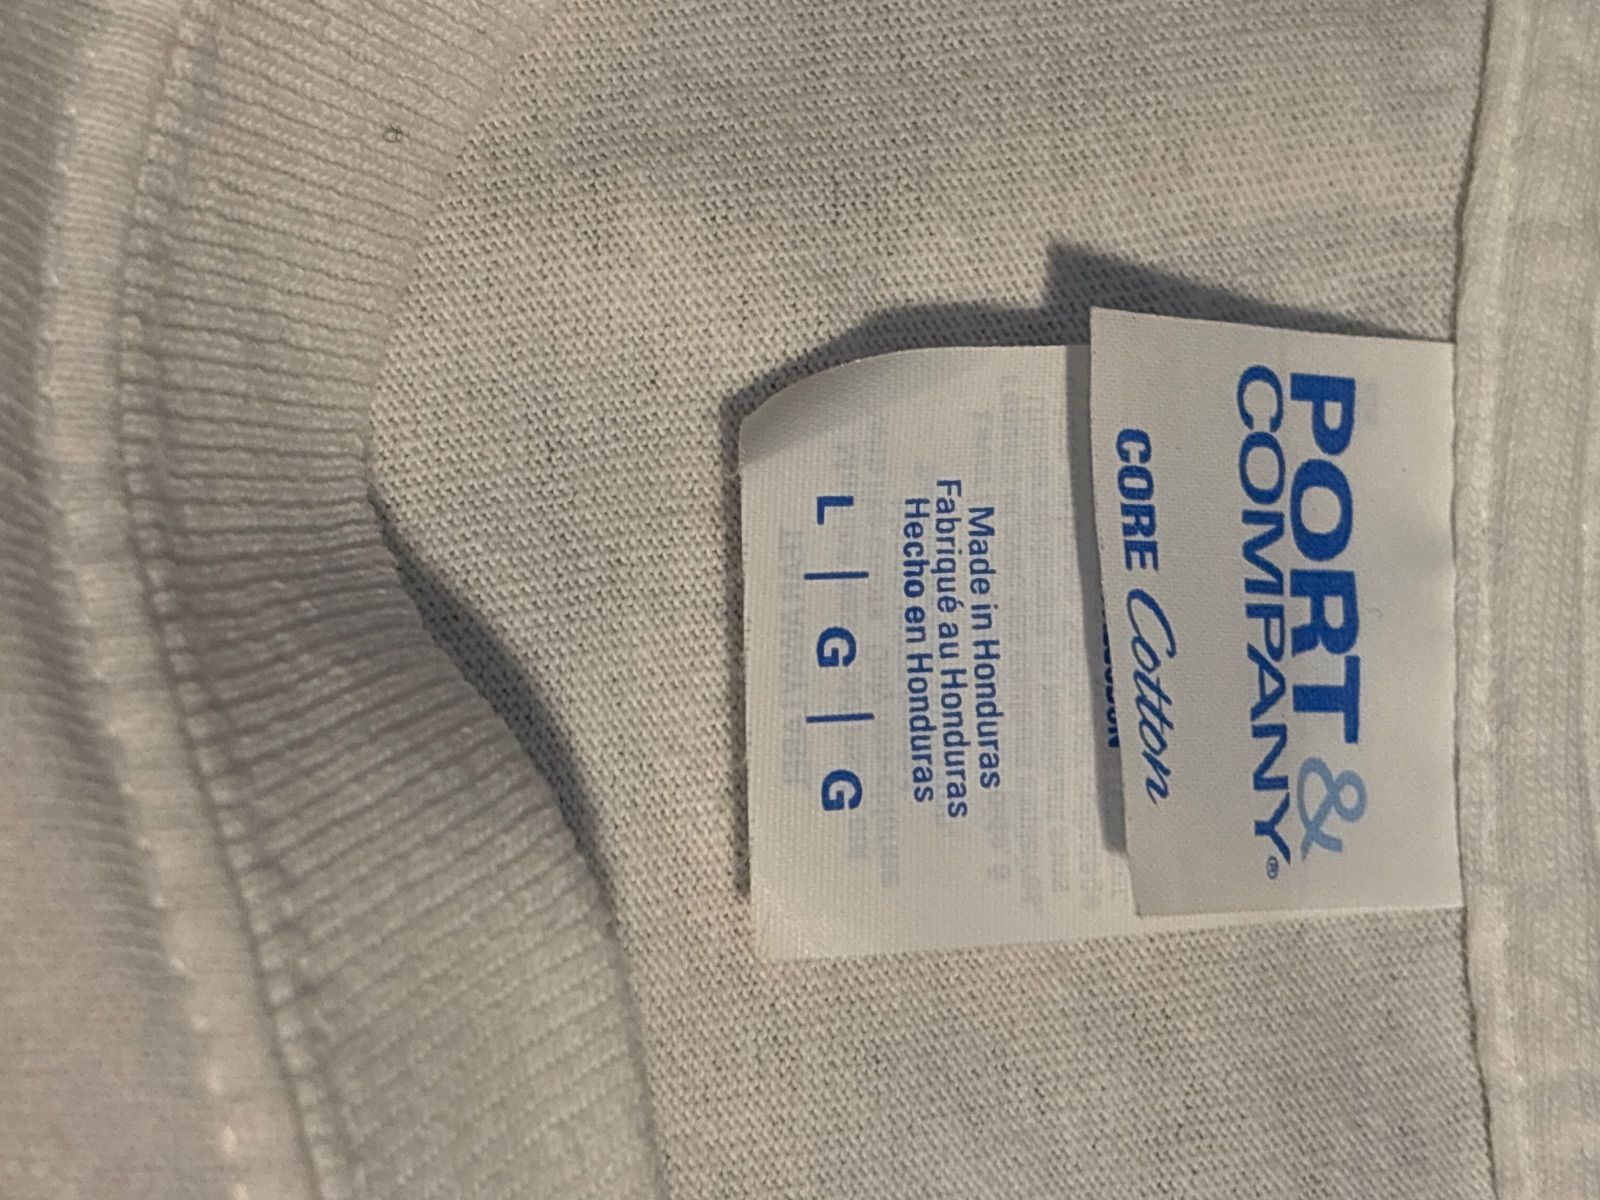 PORT &
COMPANY®
CORE Cotton
Made in Honduras
Fabriqué au Honduras
Hecho en Honduras
L | G | G